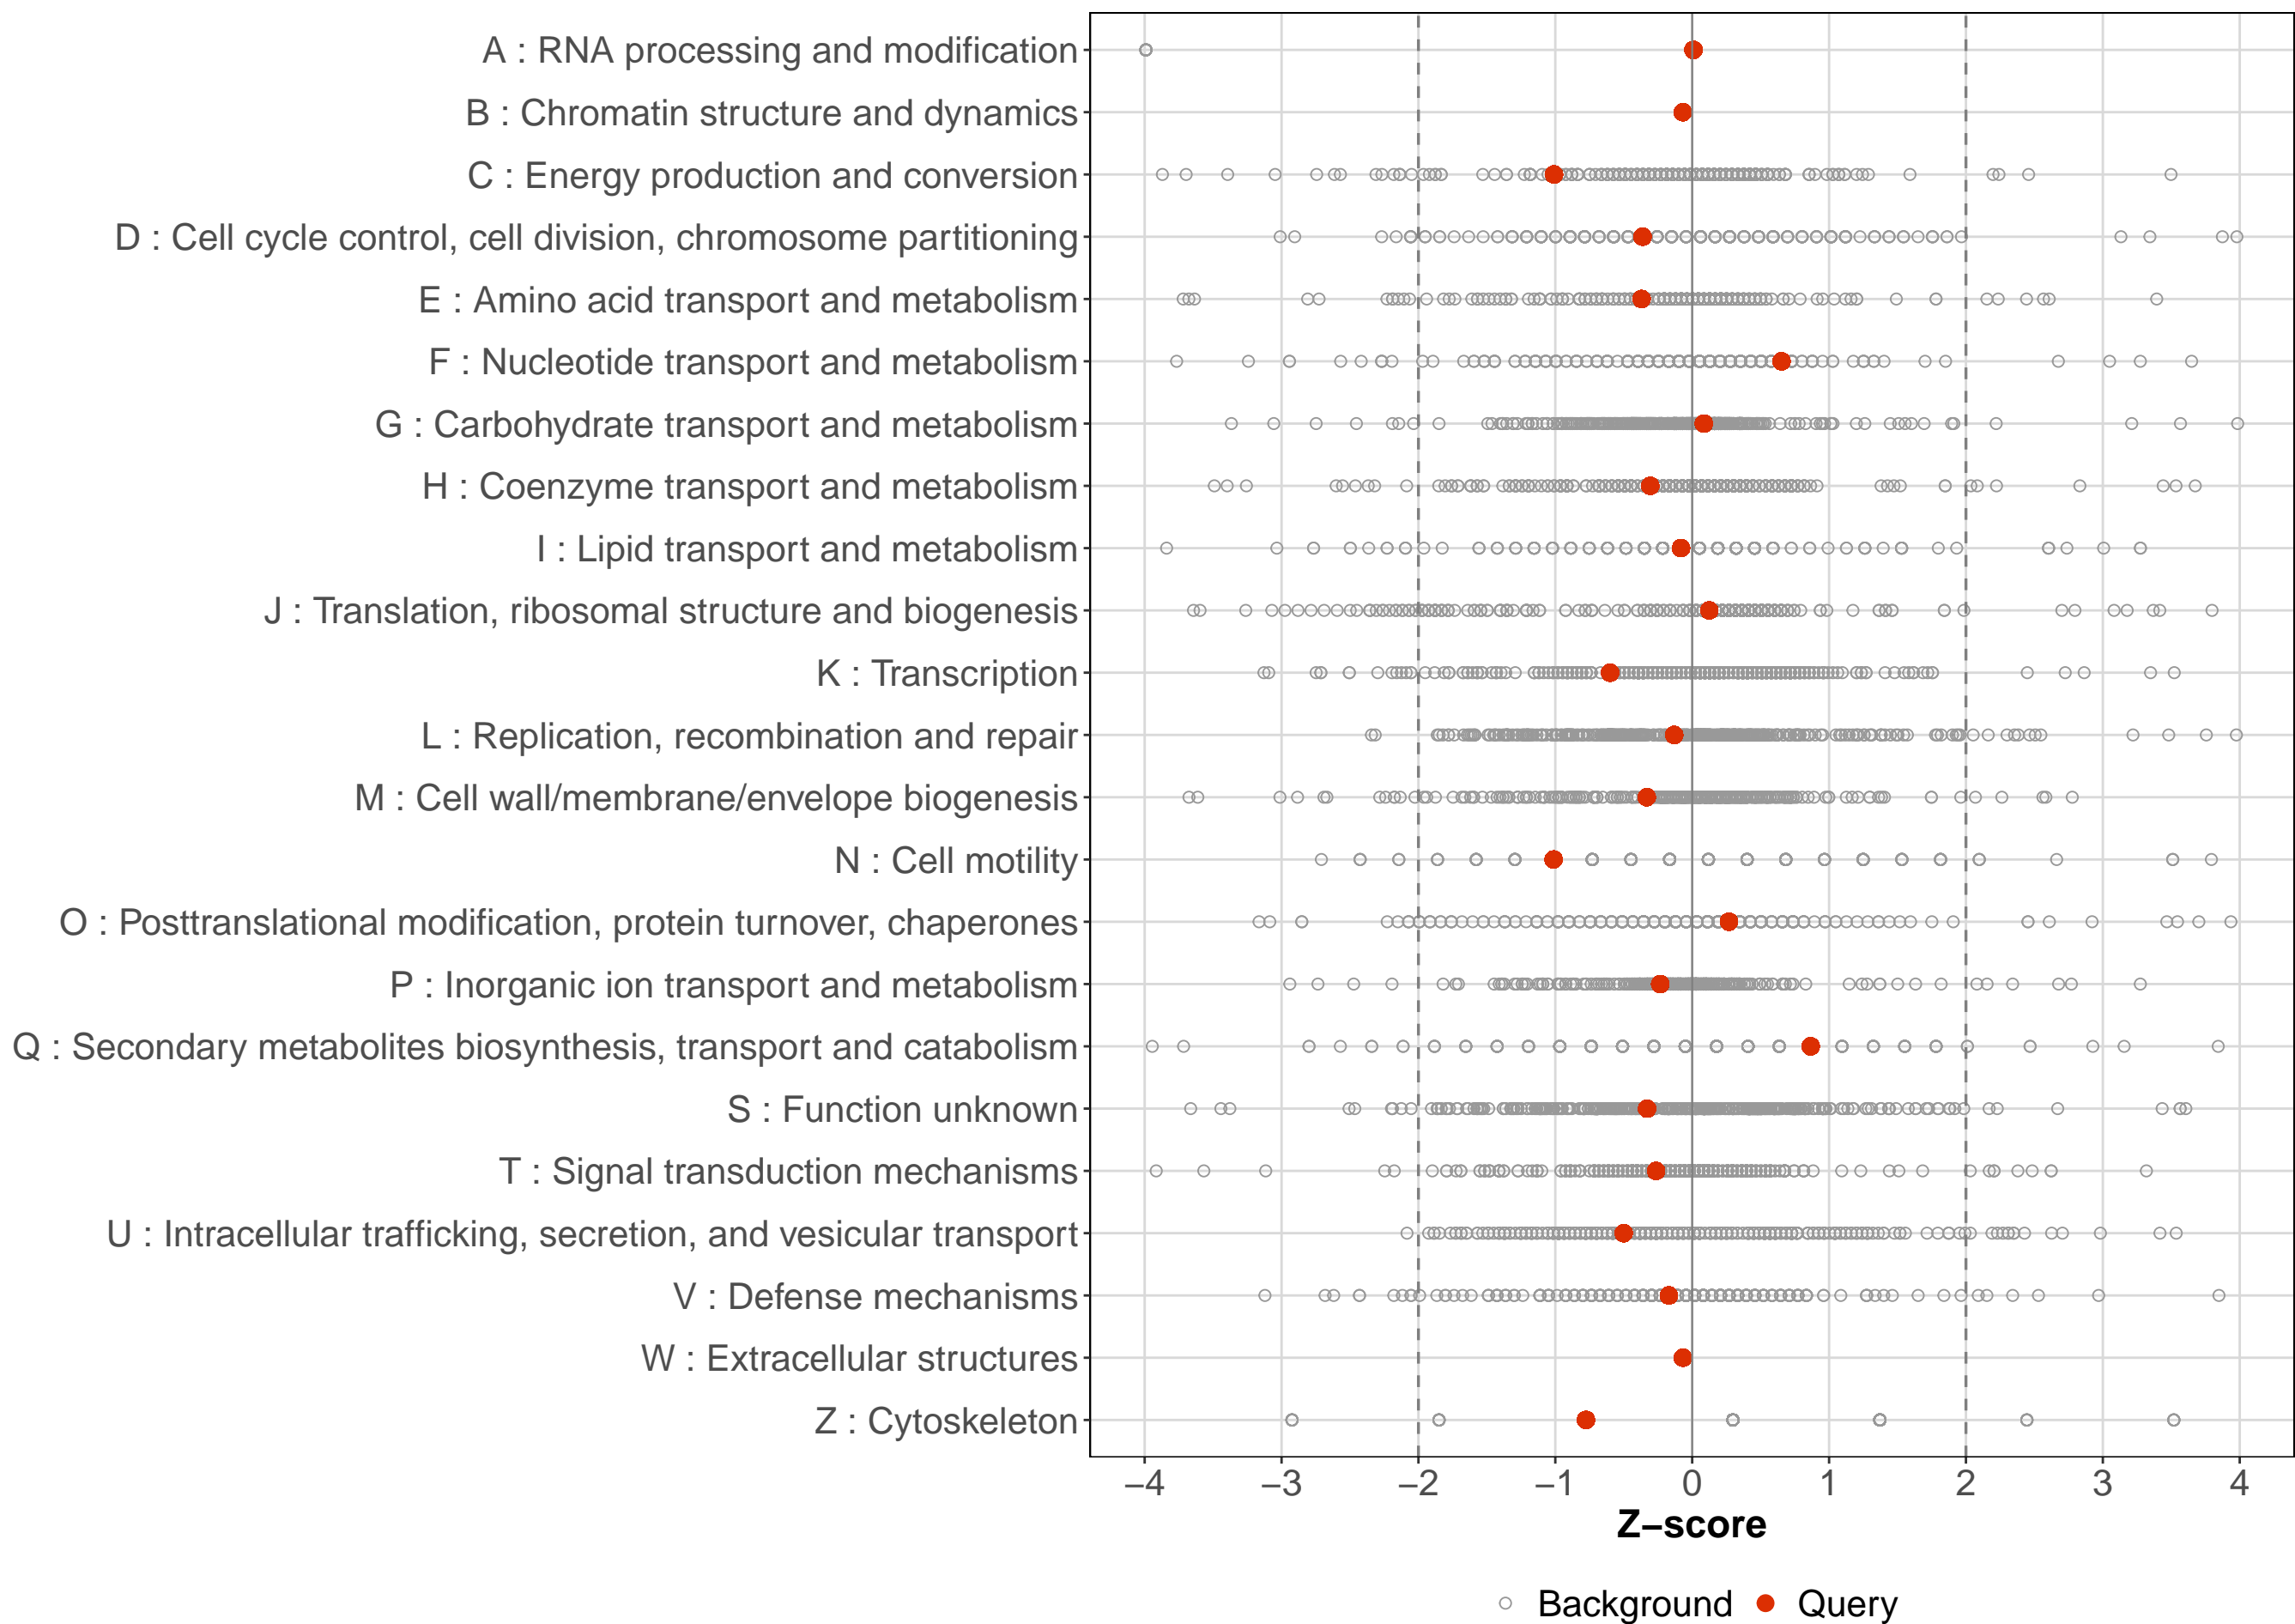 A : RNA processing and modification
B : Chromatin structure and dynamics
C : Energy production and conversion
D : Cell cycle control, cell division, chromosome partitioning
E : Amino acid transport and metabolism
F : Nucleotide transport and metabolism
G : Carbohydrate transport and metabolism
H : Coenzyme transport and metabolism
I : Lipid transport and metabolism
J : Translation, ribosomal structure and biogenesis
K : Transcription
L : Replication, recombination and repair
M : Cell wall/membrane/envelope biogenesis
N : Cell motility
O : Posttranslational modification, protein turnover, chaperones
P : Inorganic ion transport and metabolism
Q : Secondary metabolites biosynthesis, transport and catabolism
S : Function unknown
T : Signal transduction mechanisms
U : Intracellular trafficking, secretion, and vesicular transport
V : Defense mechanisms
W : Extracellular structures
Z : Cytoskeleton
−4 −3 −2 −1 0 1 2 3 4
Z−score
Background Query